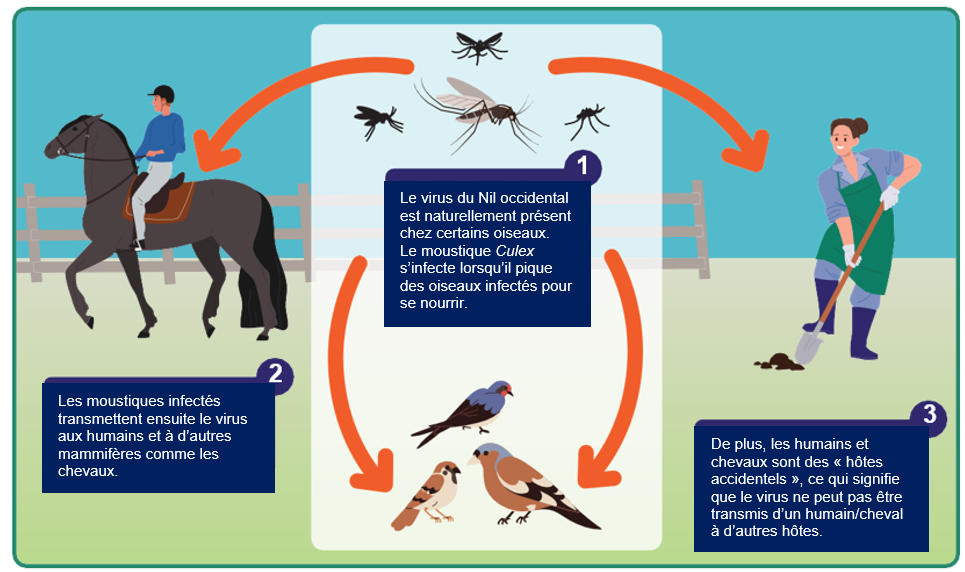 1
Le virus du Nil occidental
est naturellement présent
chez certains oiseaux.
Le moustique Culex
s’infecte lorsqu’il pique
des oiseaux infectés pour
se nourrir.
2
Les moustiques infectés
transmettent ensuite le virus
aux humains et à d’autres
mammifères comme les
chevaux.
3
De plus, les humains et
chevaux sont des « hôtes
accidentels », ce qui signifie
que le virus ne peut pas être
transmis d’un humain/cheval
à d’autres hôtes.